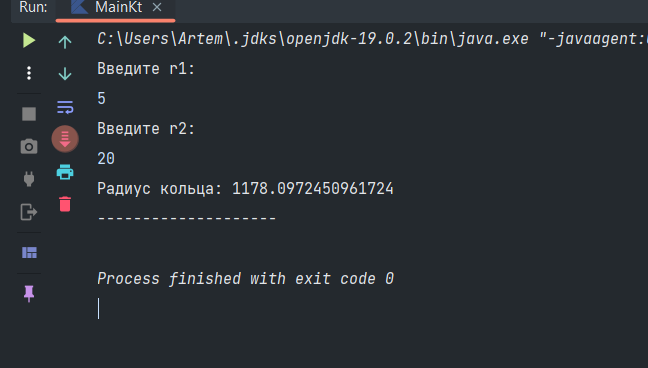 Run: MainKt
C:\Users\Artem\.jdks\openjdk-19.0.2\bin\java.exe "-javaagent:
Введите r1:
5
Введите r2:
20
Радиус кольца: 1178.0972450961724
--------------------
Process finished with exit code 0